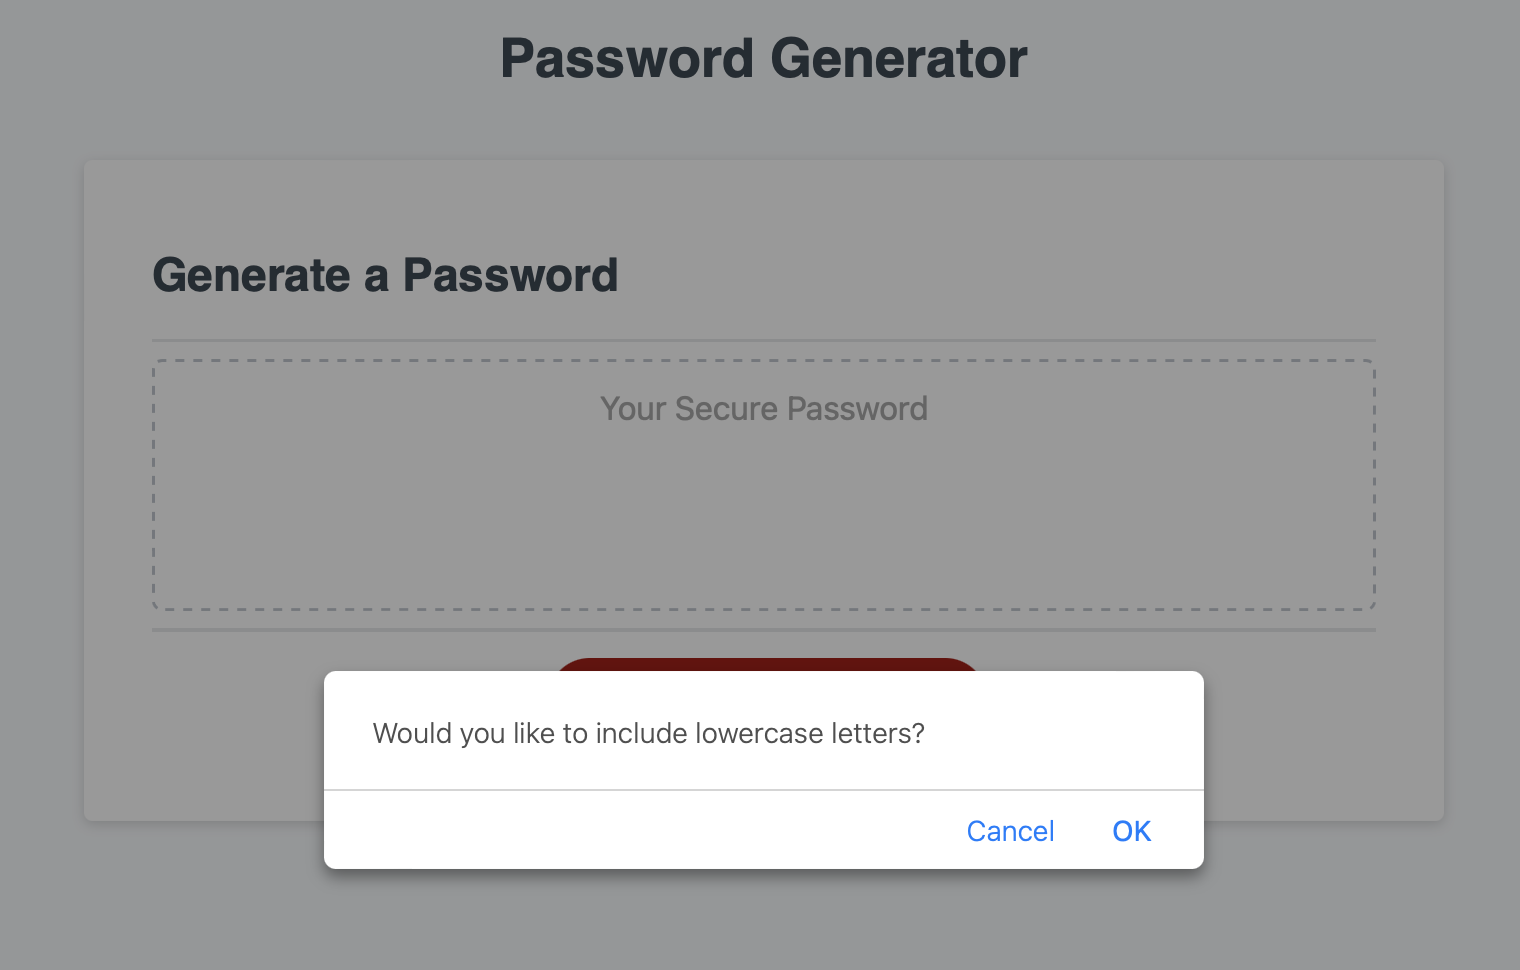 Password Generator
Generate a Password
Your Secure Password
Would you like to include lowercase letters?
Cancel OK